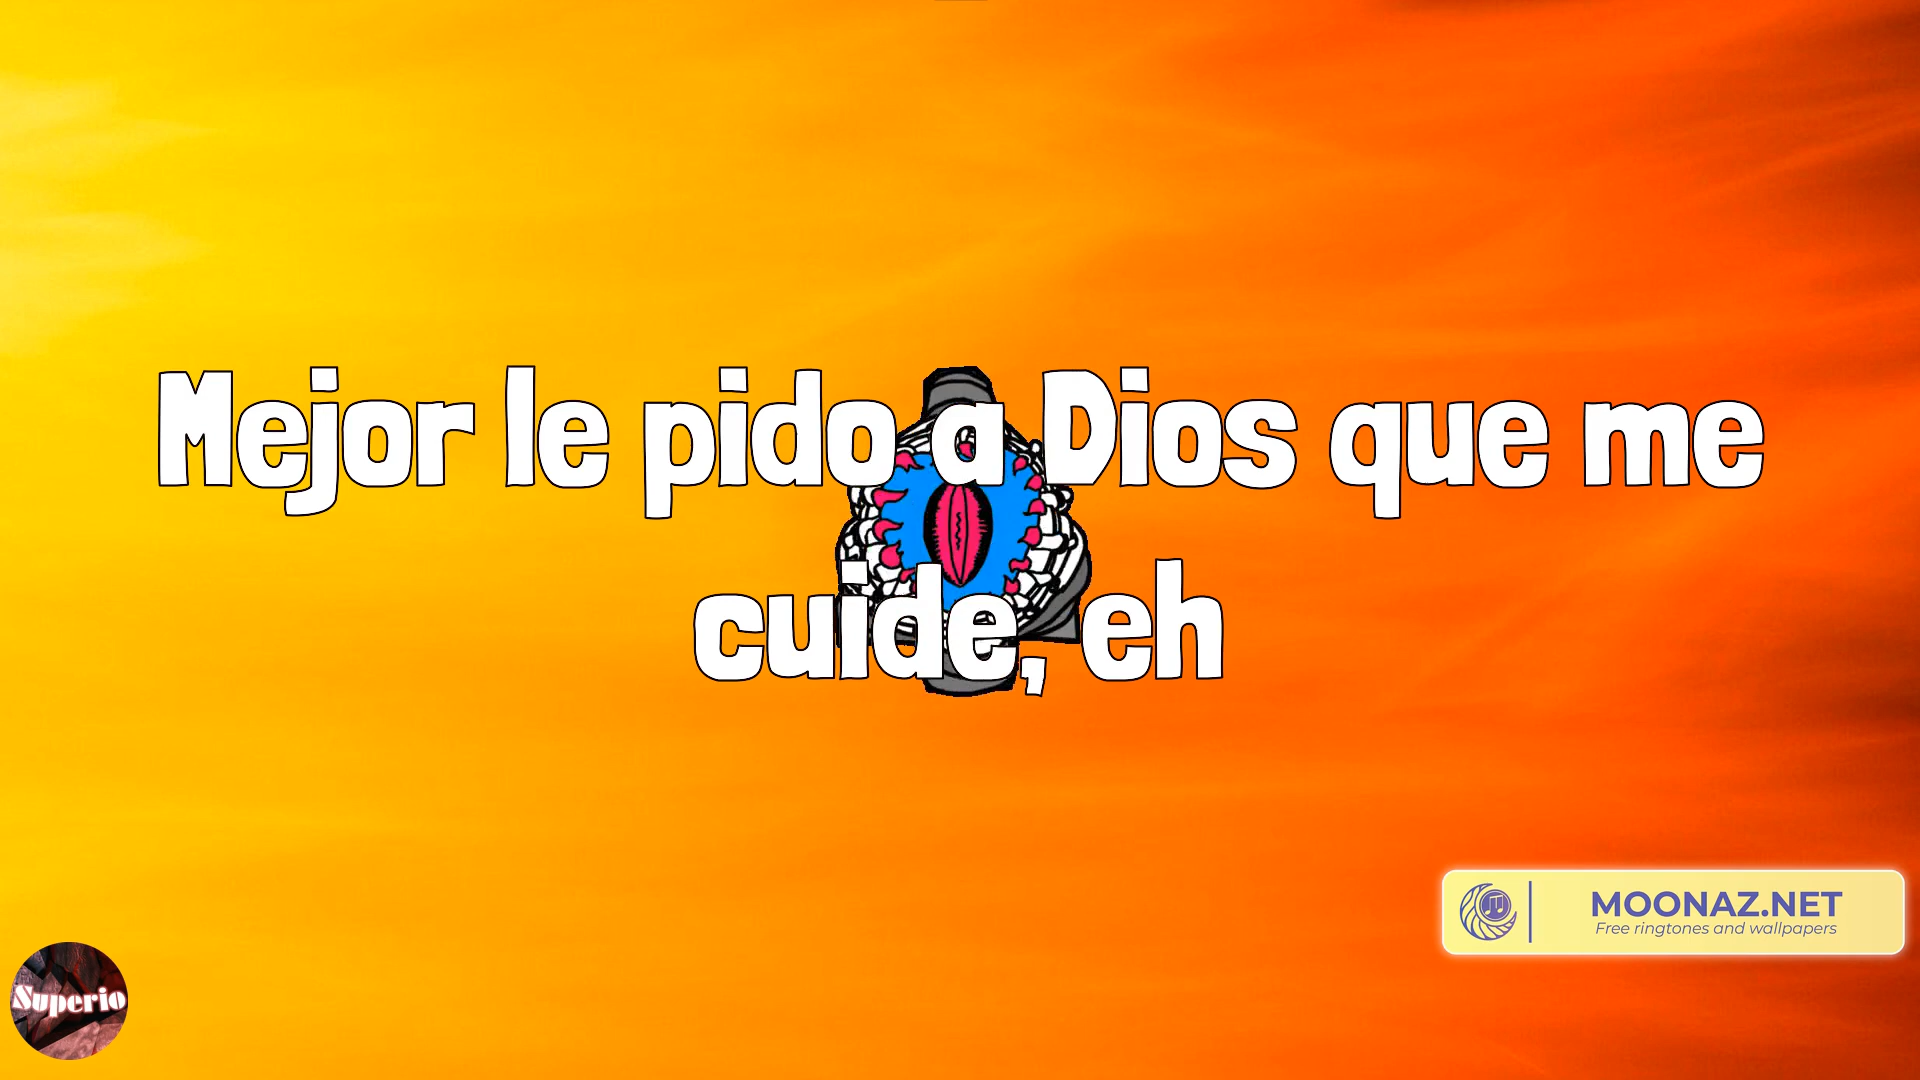 Mejor le pido a Dios que me
cuide, eh
MOONAZ.NET
Free ringtones and wallpapers
Superio